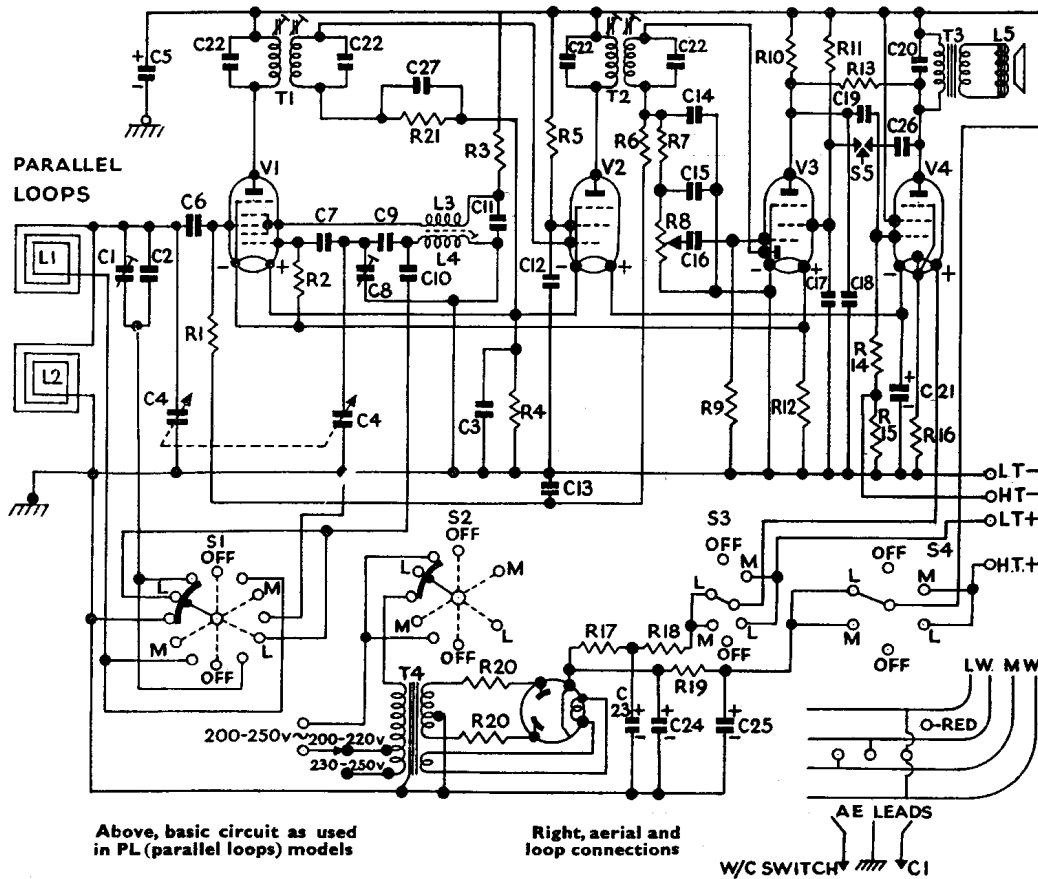 C5
C22
T1
C22
C27
R21
R3
C22
T2
C22
R5
R6
R7
C14
R10
R11
C20
T3
L5
R13
C19
C26
S5
PARALLEL
LOOPS
V1
V2
V3
V4
C6
C7
C9
L3
L4
C11
C15
R8
C16
L1
C1
C2
R2
C8
C10
C12
C17
C18
R1
L2
C4
C4
C3
R4
R9
R12
R
14
R
15
C21
R16
C13
LT-
HT-
LT+
H.T.+
S1
OFF
L
M
M
L
OFF
S2
OFF
L
M
M
L
OFF
S3
OFF
M
L
M
L
OFF
OFF
S4
L
M
M
L
OFF
T4
R20
R20
R17
R18
R19
C
23
C24
C25
200-250v~
200-220v
230-250v
LW. M W
RED
AE LEADS
W/C SWITCH
C1
Above, basic circuit as used
in PL (parallel loops) models
Right, aerial and
loop connections